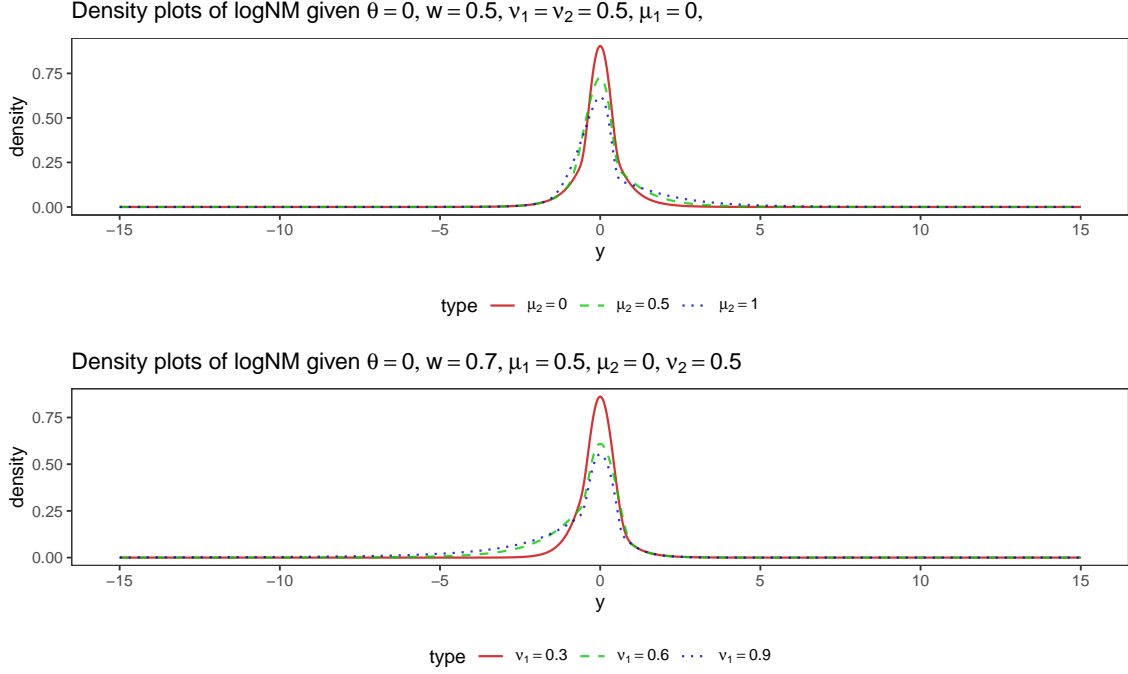 Density plots of logNM given θ = 0, w = 0.5, ν₁ = ν₂ = 0.5, μ₁ = 0,
density
0.75
0.50
0.25
0.00
−15 −10 −5 0 5 10 15
y
type μ₂ = 0 μ₂ = 0.5 μ₂ = 1
Density plots of logNM given θ = 0, w = 0.7, μ₁ = 0.5, μ₂ = 0, ν₂ = 0.5
density
0.75
0.50
0.25
0.00
−15 −10 −5 0 5 10 15
y
type ν₁ = 0.3 ν₁ = 0.6 ν₁ = 0.9